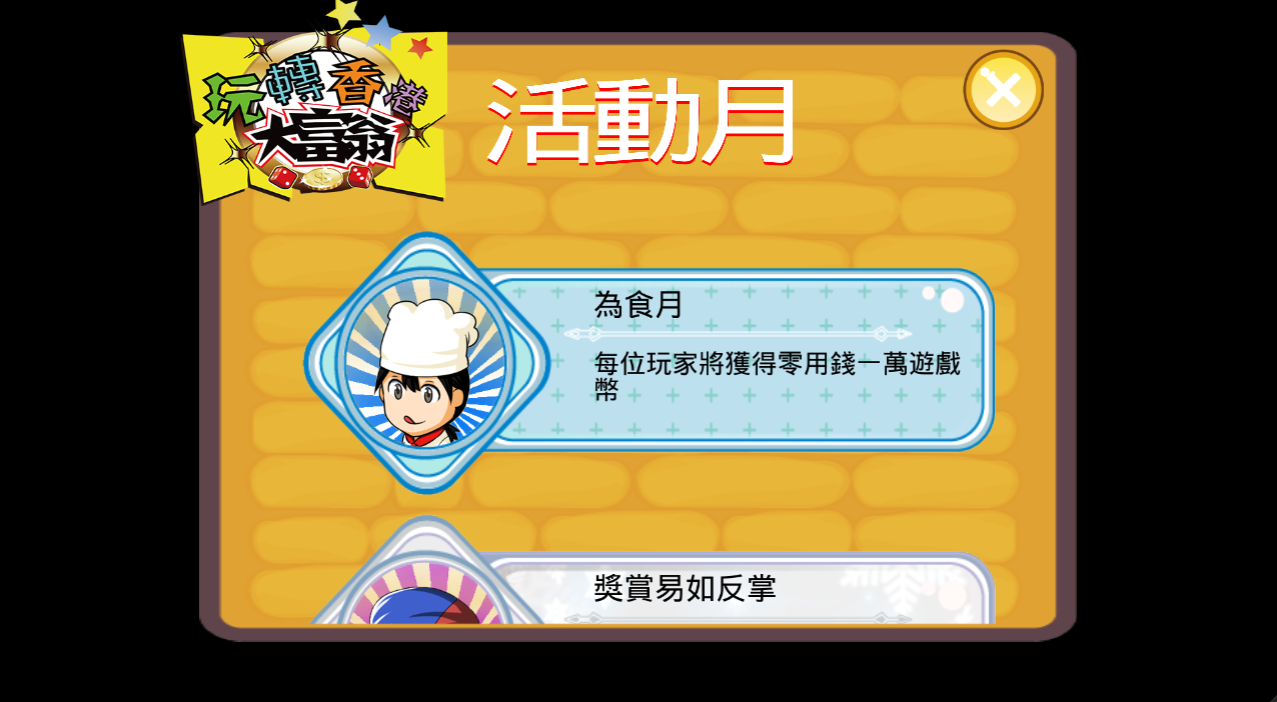 玩轉香港
大富翁
活動月
為食月
每位玩家將獲得零用錢一萬遊戲
幣
獎賞易如反掌